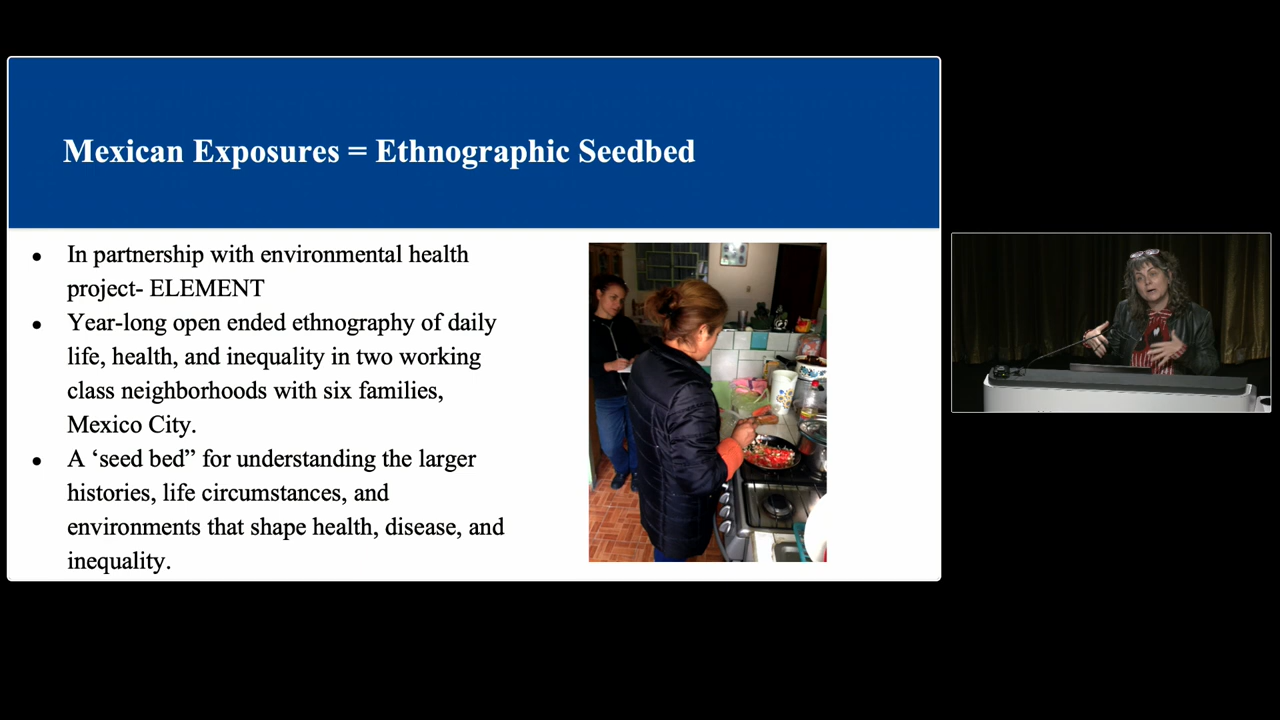 Mexican Exposures = Ethnographic Seedbed
• In partnership with environmental health
project- ELEMENT
• Year-long open ended ethnography of daily
life, health, and inequality in two working
class neighborhoods with six families,
Mexico City.
• A ‘seed bed” for understanding the larger
histories, life circumstances, and
environments that shape health, disease, and
inequality.